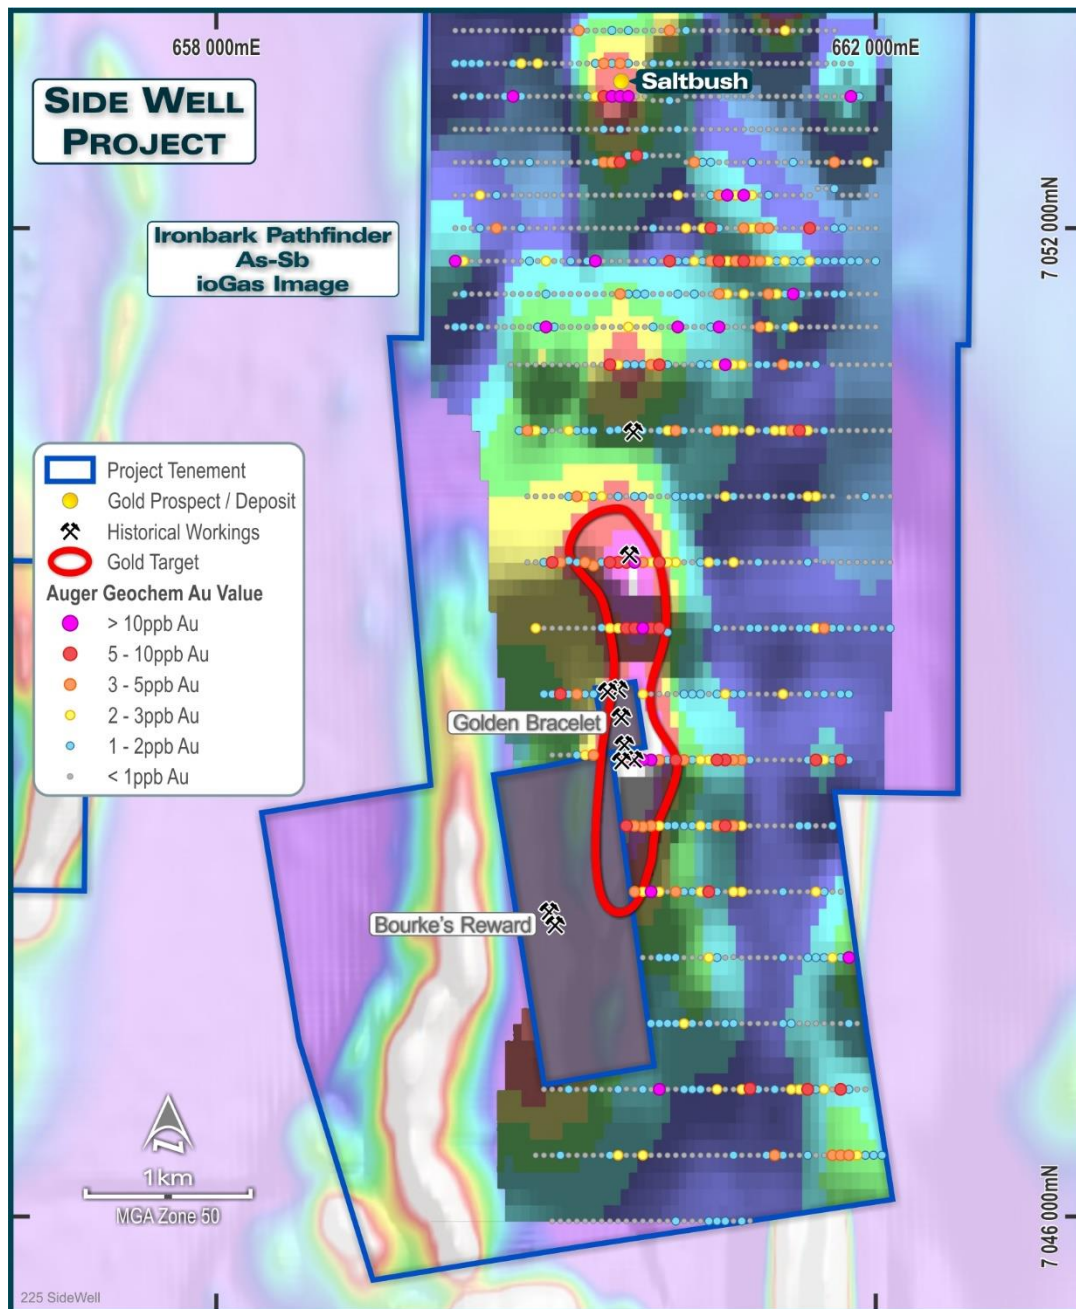 658 000mE
662 000mE
SIDE WELL
PROJECT
Saltbush
Ironbark Pathfinder
As-Sb
ioGas Image
7 052 000mN
Project Tenement
Gold Prospect / Deposit
Historical Workings
Gold Target
Auger Geochem Au Value
> 10ppb Au
5 - 10ppb Au
3 - 5ppb Au
2 - 3ppb Au
1 - 2ppb Au
< 1ppb Au
Golden Bracelet
Bourke's Reward
N
1km
MGA Zone 50
7 046 000mN
225 SideWell